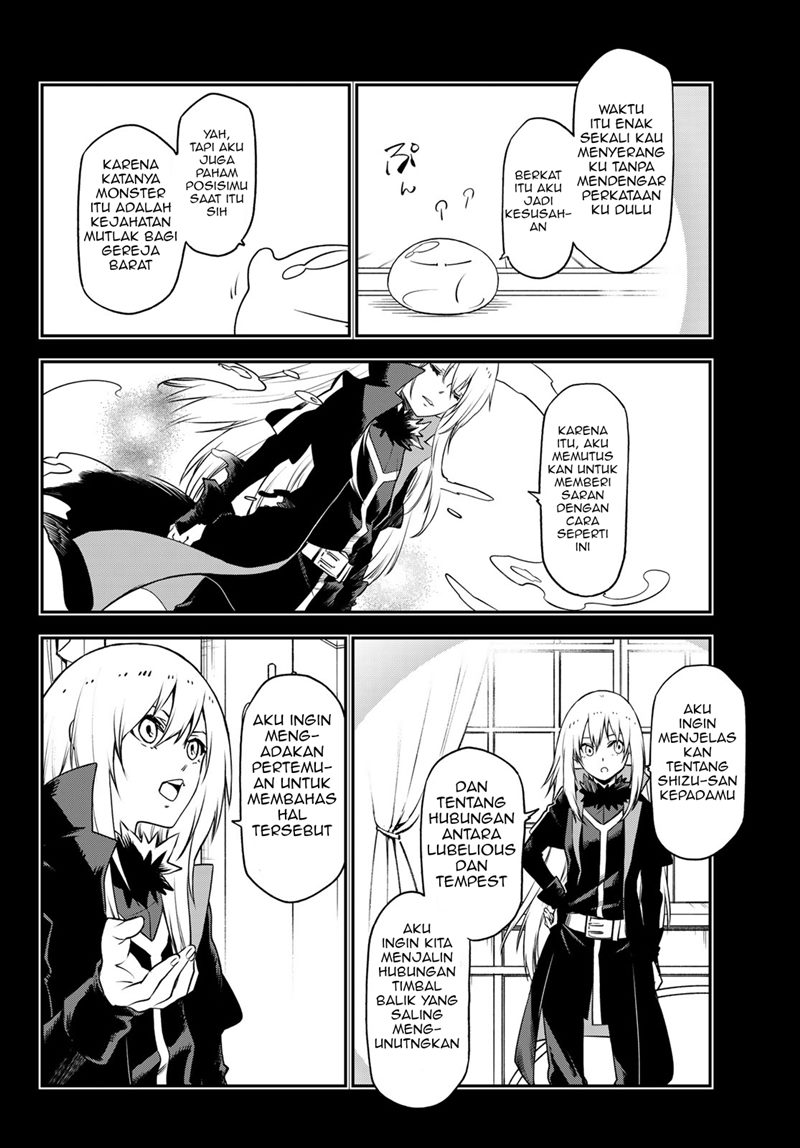 WAKTU
ITU ENAK
SEKALI KAU
MENYERANG
KU TANPA
MENDENGAR
PERKATAAN
KU DULU
BERKAT
ITU AKU
JADI
KESUSAH-
AN
ぷん
YAH,
TAPI AKU
JUGA
PAHAM
POSISIMU
SAAT ITU
SIH
KARENA
KATANYA
MONSTER
ITU ADALAH
KEJAHATAN
MUTLAK BAGI
GEREJA
BARAT
KARENA
ITU, AKU
MEMUTUS
KAN UNTUK
MEMBERI
SARAN
DENGAN
CARA
SEPERTI
INI
AKU
INGIN
MENJELAS
KAN
TENTANG
SHIZU-SAN
KEPADAMU
DAN
TENTANG
HUBUNGAN
ANTARA
LUBELIOUS
DAN
TEMPEST
AKU
INGIN KITA
MENJALIN
HUBUNGAN
TIMBAL
BALIK YANG
SALING
MENG-
UNUTNGKAN
AKU INGIN
MENG-
ADAKAN
PERTEMU-
AN UNTUK
MEMBAHAS
HAL
TERSEBUT